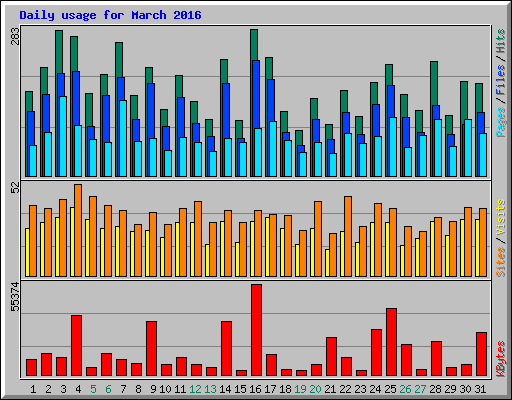 Daily usage for March 2016
283
Pages / Files / Hits
52
Sites / Visits
55374
KBytes
1 2 3 4 5 6 7 8 9 10 11 12 13 14 15 16 17 18 19 20 21 22 23 24 25 26 27 28 29 30 31